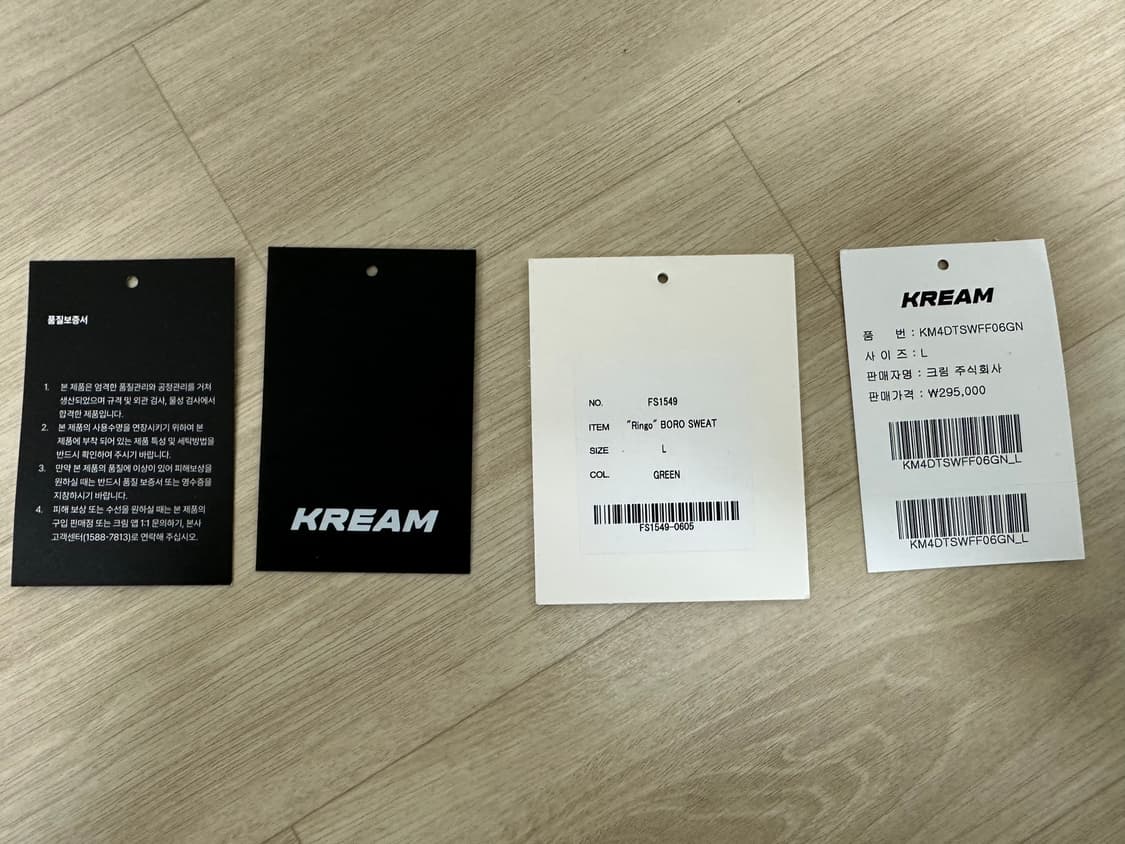 품질보증서
1. 본 제품은 엄격한 품질관리와 공정관리를 거쳐
생산되었으며 규격 및 외관 검사, 물성 검사에서
합격한 제품입니다.
2. 본 제품의 사용수명을 연장시키기 위하여 본
제품에 부착 되어 있는 제품 특성 및 세탁방법을
반드시 확인하여 주시기 바랍니다.
3. 만약 본 제품의 품질에 이상이 있어 피해보상을
원하실 때는 반드시 품질 보증서 또는 영수증을
지참하시기 바랍니다.
4. 피해 보상 또는 수선을 원하실 때는 본 제품의
구입 판매점 또는 크림 앱 1:1 문의하기, 본사
고객센터(1588-7813)로 연락해 주십시오.
KREAM
NO. FS1549
ITEM "Ringo" BORO SWEAT
SIZE L
COL. GREEN
FS1549-0605
KREAM
품 번 : KM4DTSWFF06GN
사 이 즈 : L
판매자명 : 크림 주식회사
판매가격 : ₩295,000
KM4DTSWFF06GN_L
KM4DTSWFF06GN_L